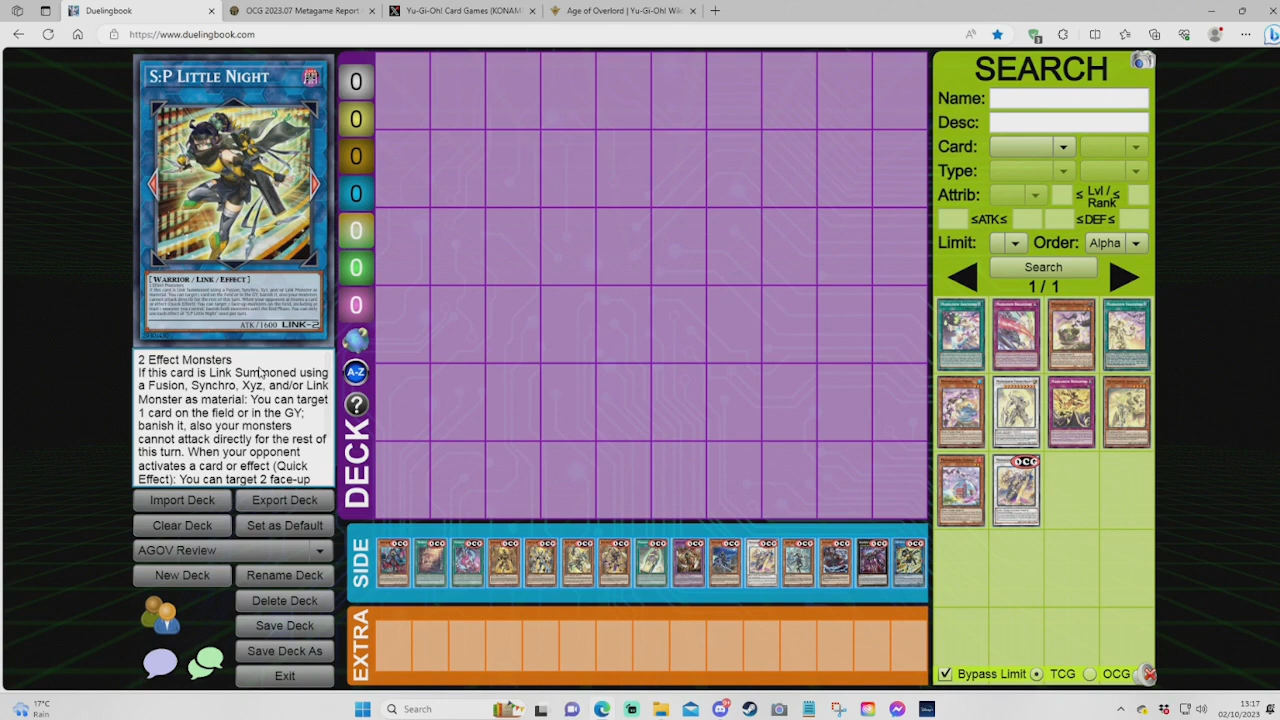 Duelingbook
OCG 2023.07 Metagame Report
Yu-Gi-Oh! Card Games (KONAMI
Age of Overlord | Yu-Gi-Oh! Wiki
https://www.duelingbook.com
S:P LITTLE NIGHT
[ WARRIOR / LINK / EFFECT ]
ATK/1600 LINK-2
2 Effect Monsters
If this card is Link Summoned using
a Fusion, Synchro, Xyz, and/or Link
Monster as material: You can target
1 card on the field or in the GY;
banish it, also your monsters
cannot attack directly for the rest of
this turn. When your opponent
activates a card or effect (Quick
Effect): You can target 2 face-up
Import Deck Export Deck
Clear Deck Set as Default
AGOV Review
New Deck Rename Deck
Delete Deck
Save Deck
Save Deck As
Exit
0
0
0
0
0
0
0
A-Z
?
DECK
SIDE
EXTRA
SEARCH
Name:
Desc:
Card:
Type:
Attrib: ≤ Lvl / Rank ≤
≤ATK≤ ≤DEF≤
Limit: Order: Alpha
Search
1 / 1
OCG
Bypass Limit TCG OCG
17°C
Rain
Search
13:17
02/10/2023